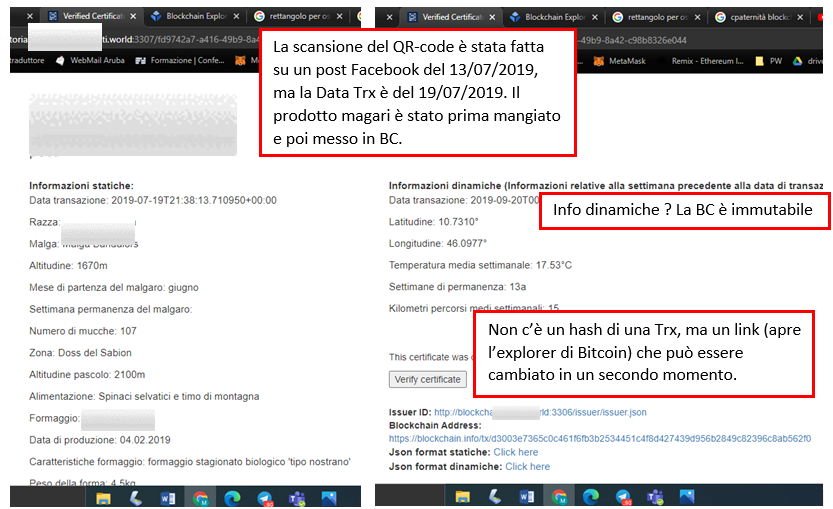 Verified Certificat
Blockchain Explor
rettangolo per os
ti.world:3307/fd9742a7-a416-49b9-8a4
traduttore
WebMail Aruba
Formazione | Confe...
La scansione del QR-code è stata fatta
su un post Facebook del 13/07/2019,
ma la Data Trx è del 19/07/2019. Il
prodotto magari è stato prima mangiato
e poi messo in BC.
Informazioni statiche:
Data transazione: 2019-07-19T21:38:13.710950+00:00
Razza:
Malga:
Altitudine: 1670m
Mese di partenza del malgaro: giugno
Settimana permanenza del malgaro:
Numero di mucche: 107
Zona: Doss del Sabion
Altitudine pascolo: 2100m
Alimentazione: Spinaci selvatici e timo di montagna
Formaggio:
Data di produzione: 04.02.2019
Caratteristiche formaggio: formaggio stagionato biologico 'tipo nostrano'
Peso della forma: 4.5kg
Verified Certificat
Blockchain Explor
rettangolo per os
cpaternità blockc
49b9-8a42-c98b8326e044
MetaMask
Remix - Ethereum I...
PW
drive
Informazioni dinamiche (Informazioni relative alla settimana precedente alla data di transaz
Data transazione: 2019-09-20T00
Info dinamiche ? La BC è immutabile
Latitudine: 10.7310°
Longitudine: 46.0977°
Temperatura media settimanale: 17.53°C
Settimane di permanenza: 13a
Kilometri percorsi medi settimanali: 15
Non c'è un hash di una Trx, ma un link (apre
l'explorer di Bitcoin) che può essere
cambiato in un secondo momento.
This certificate was
Verify certificate
Issuer ID: http://blockcha rld:3306/issuer/issuer.json
Blockchain Address:
https://blockchain.info/tx/d3003e7365c0c461f6fb3b2534451c4f8d427439d956b2849c82396c8ab562f0
Json format statiche: Click here
Json format dinamiche: Click here